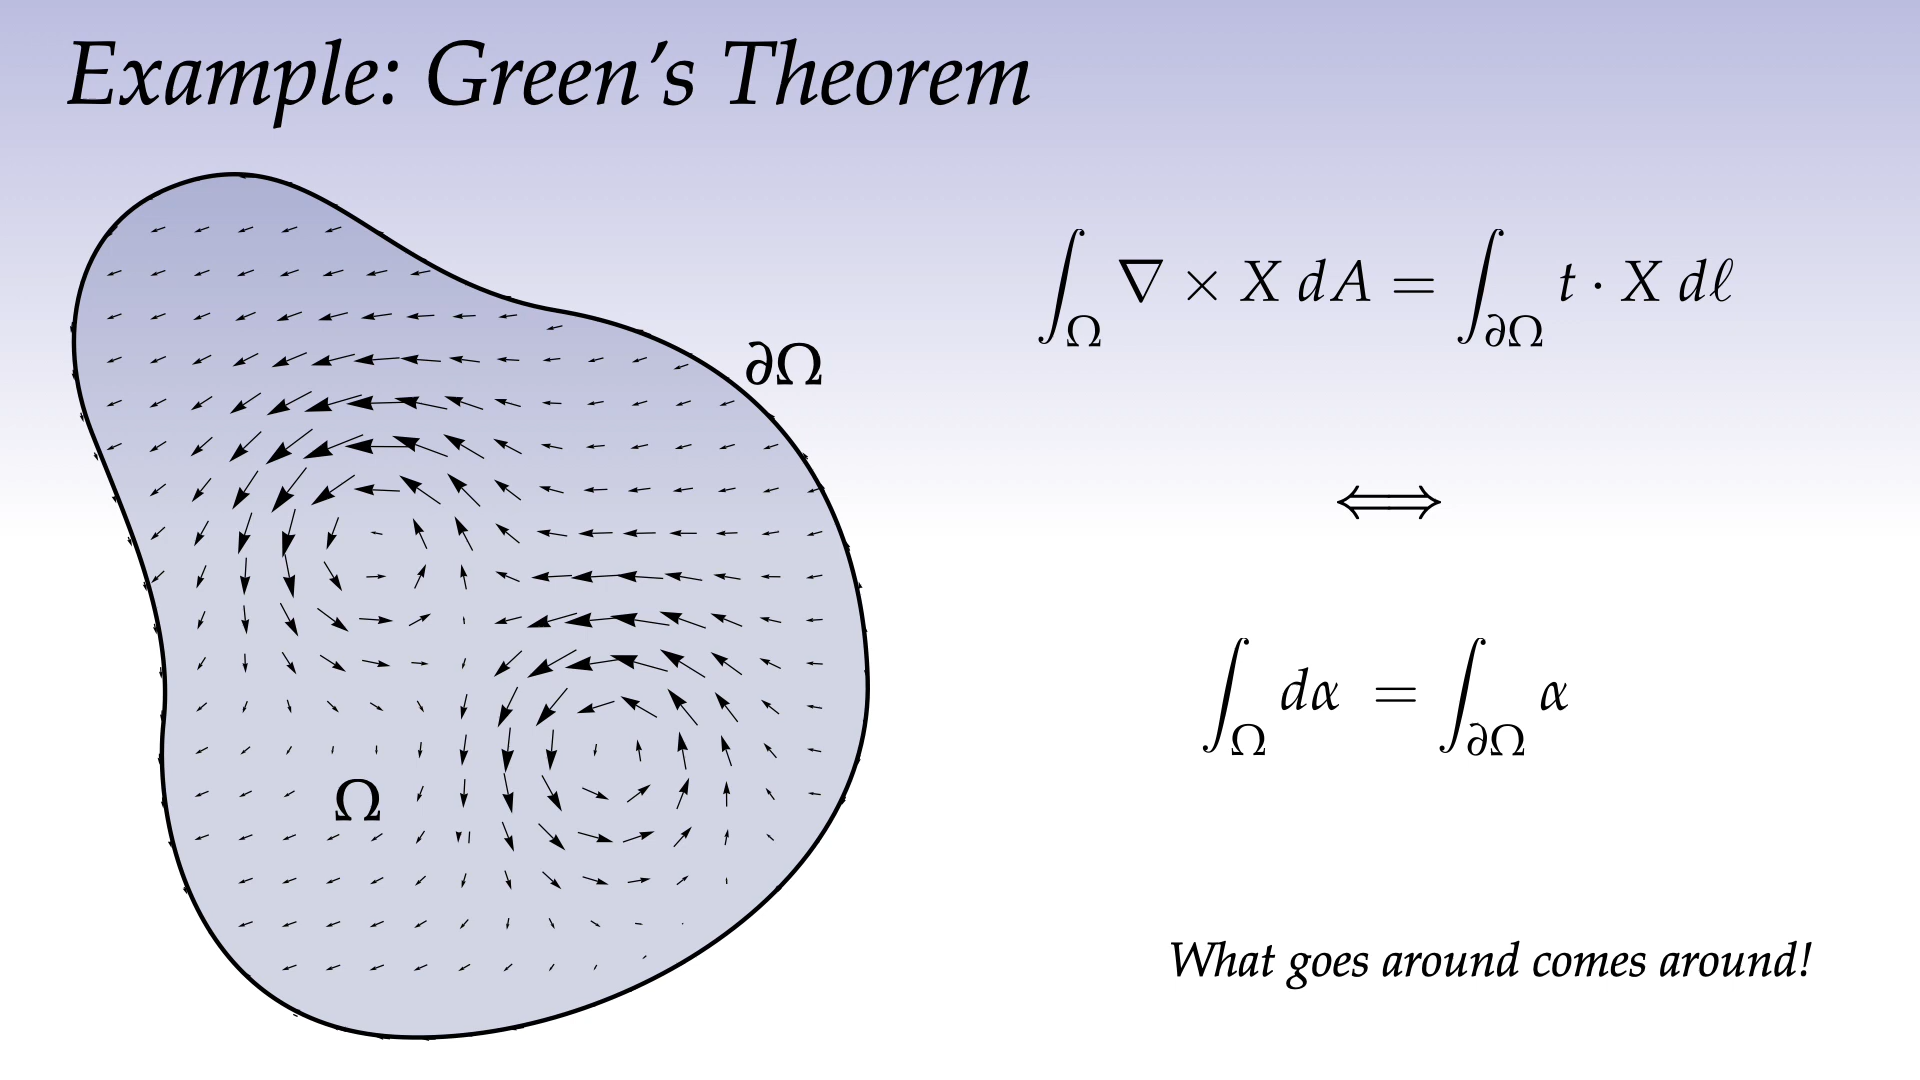 Example: Green’s Theorem
∂Ω
Ω
∫_Ω ∇ × X dA = ∫_∂Ω t · X dℓ
⟺
∫_Ω dα = ∫_∂Ω α
What goes around comes around!